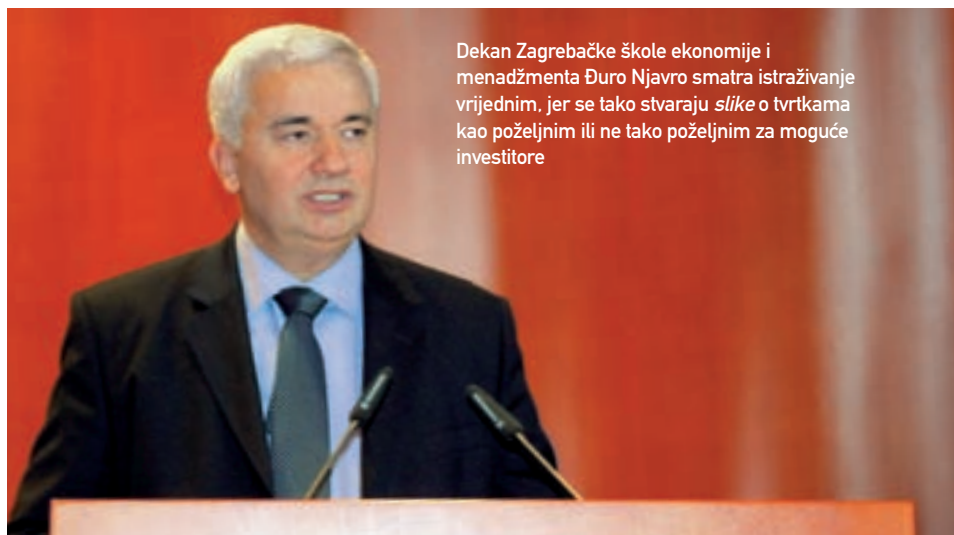 Dekan Zagrebačke škole ekonomije i
menadžmenta Đuro Njavro smatra istraživanje
vrijednim, jer se tako stvaraju slike o tvrtkama
kao poželjnim ili ne tako poželjnim za moguće
investitore